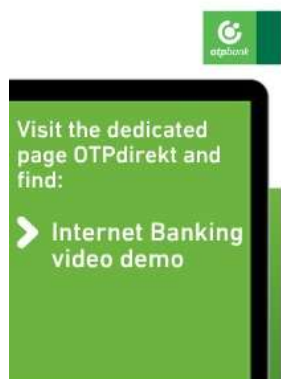 otpbank
Visit the dedicated
page OTPdirekt and
find:
Internet Banking
video demo